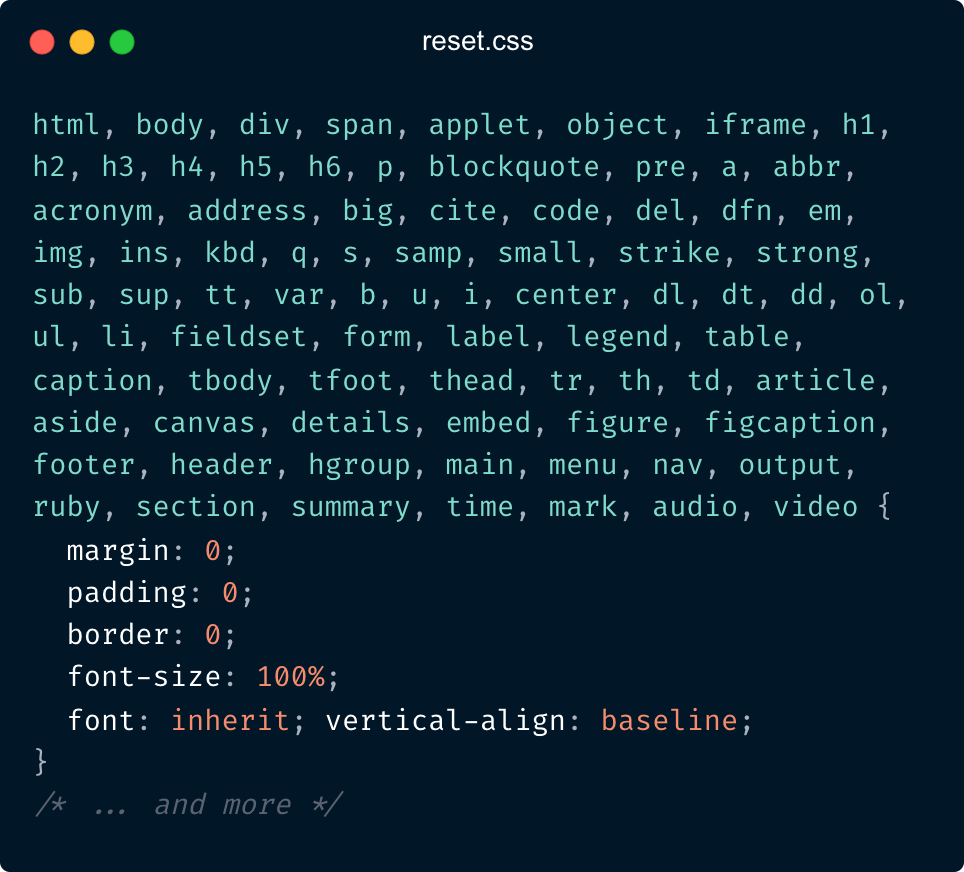 reset.css
html, body, div, span, applet, object, iframe, h1,
h2, h3, h4, h5, h6, p, blockquote, pre, a, abbr,
acronym, address, big, cite, code, del, dfn, em,
img, ins, kbd, q, s, samp, small, strike, strong,
sub, sup, tt, var, b, u, i, center, dl, dt, dd, ol,
ul, li, fieldset, form, label, legend, table,
caption, tbody, tfoot, thead, tr, th, td, article,
aside, canvas, details, embed, figure, figcaption,
footer, header, hgroup, main, menu, nav, output,
ruby, section, summary, time, mark, audio, video {
  margin: 0;
  padding: 0;
  border: 0;
  font-size: 100%;
  font: inherit; vertical-align: baseline;
}
/* ... and more */